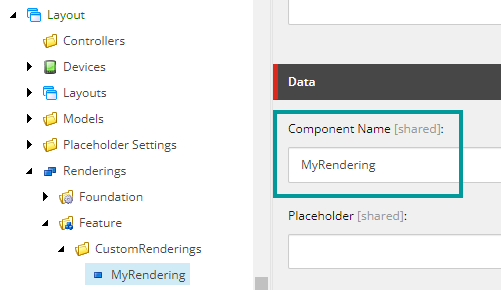 Layout
Controllers
Devices
Layouts
Models
Placeholder Settings
Renderings
Foundation
Feature
CustomRenderings
MyRendering
Data
Component Name [shared]:
MyRendering
Placeholder [shared]: